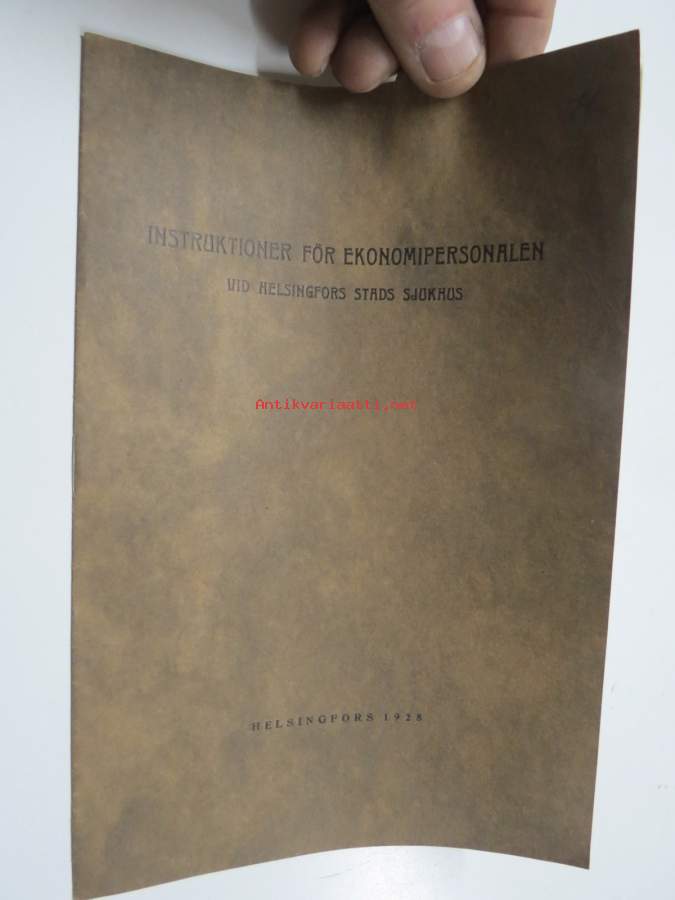 INSTRUKTIONER FÖR EKONOMIPERSONALEN
VID HELSINGFORS STADS SJUKHUS
Antikvariaatti.net
HELSINGFORS 1928